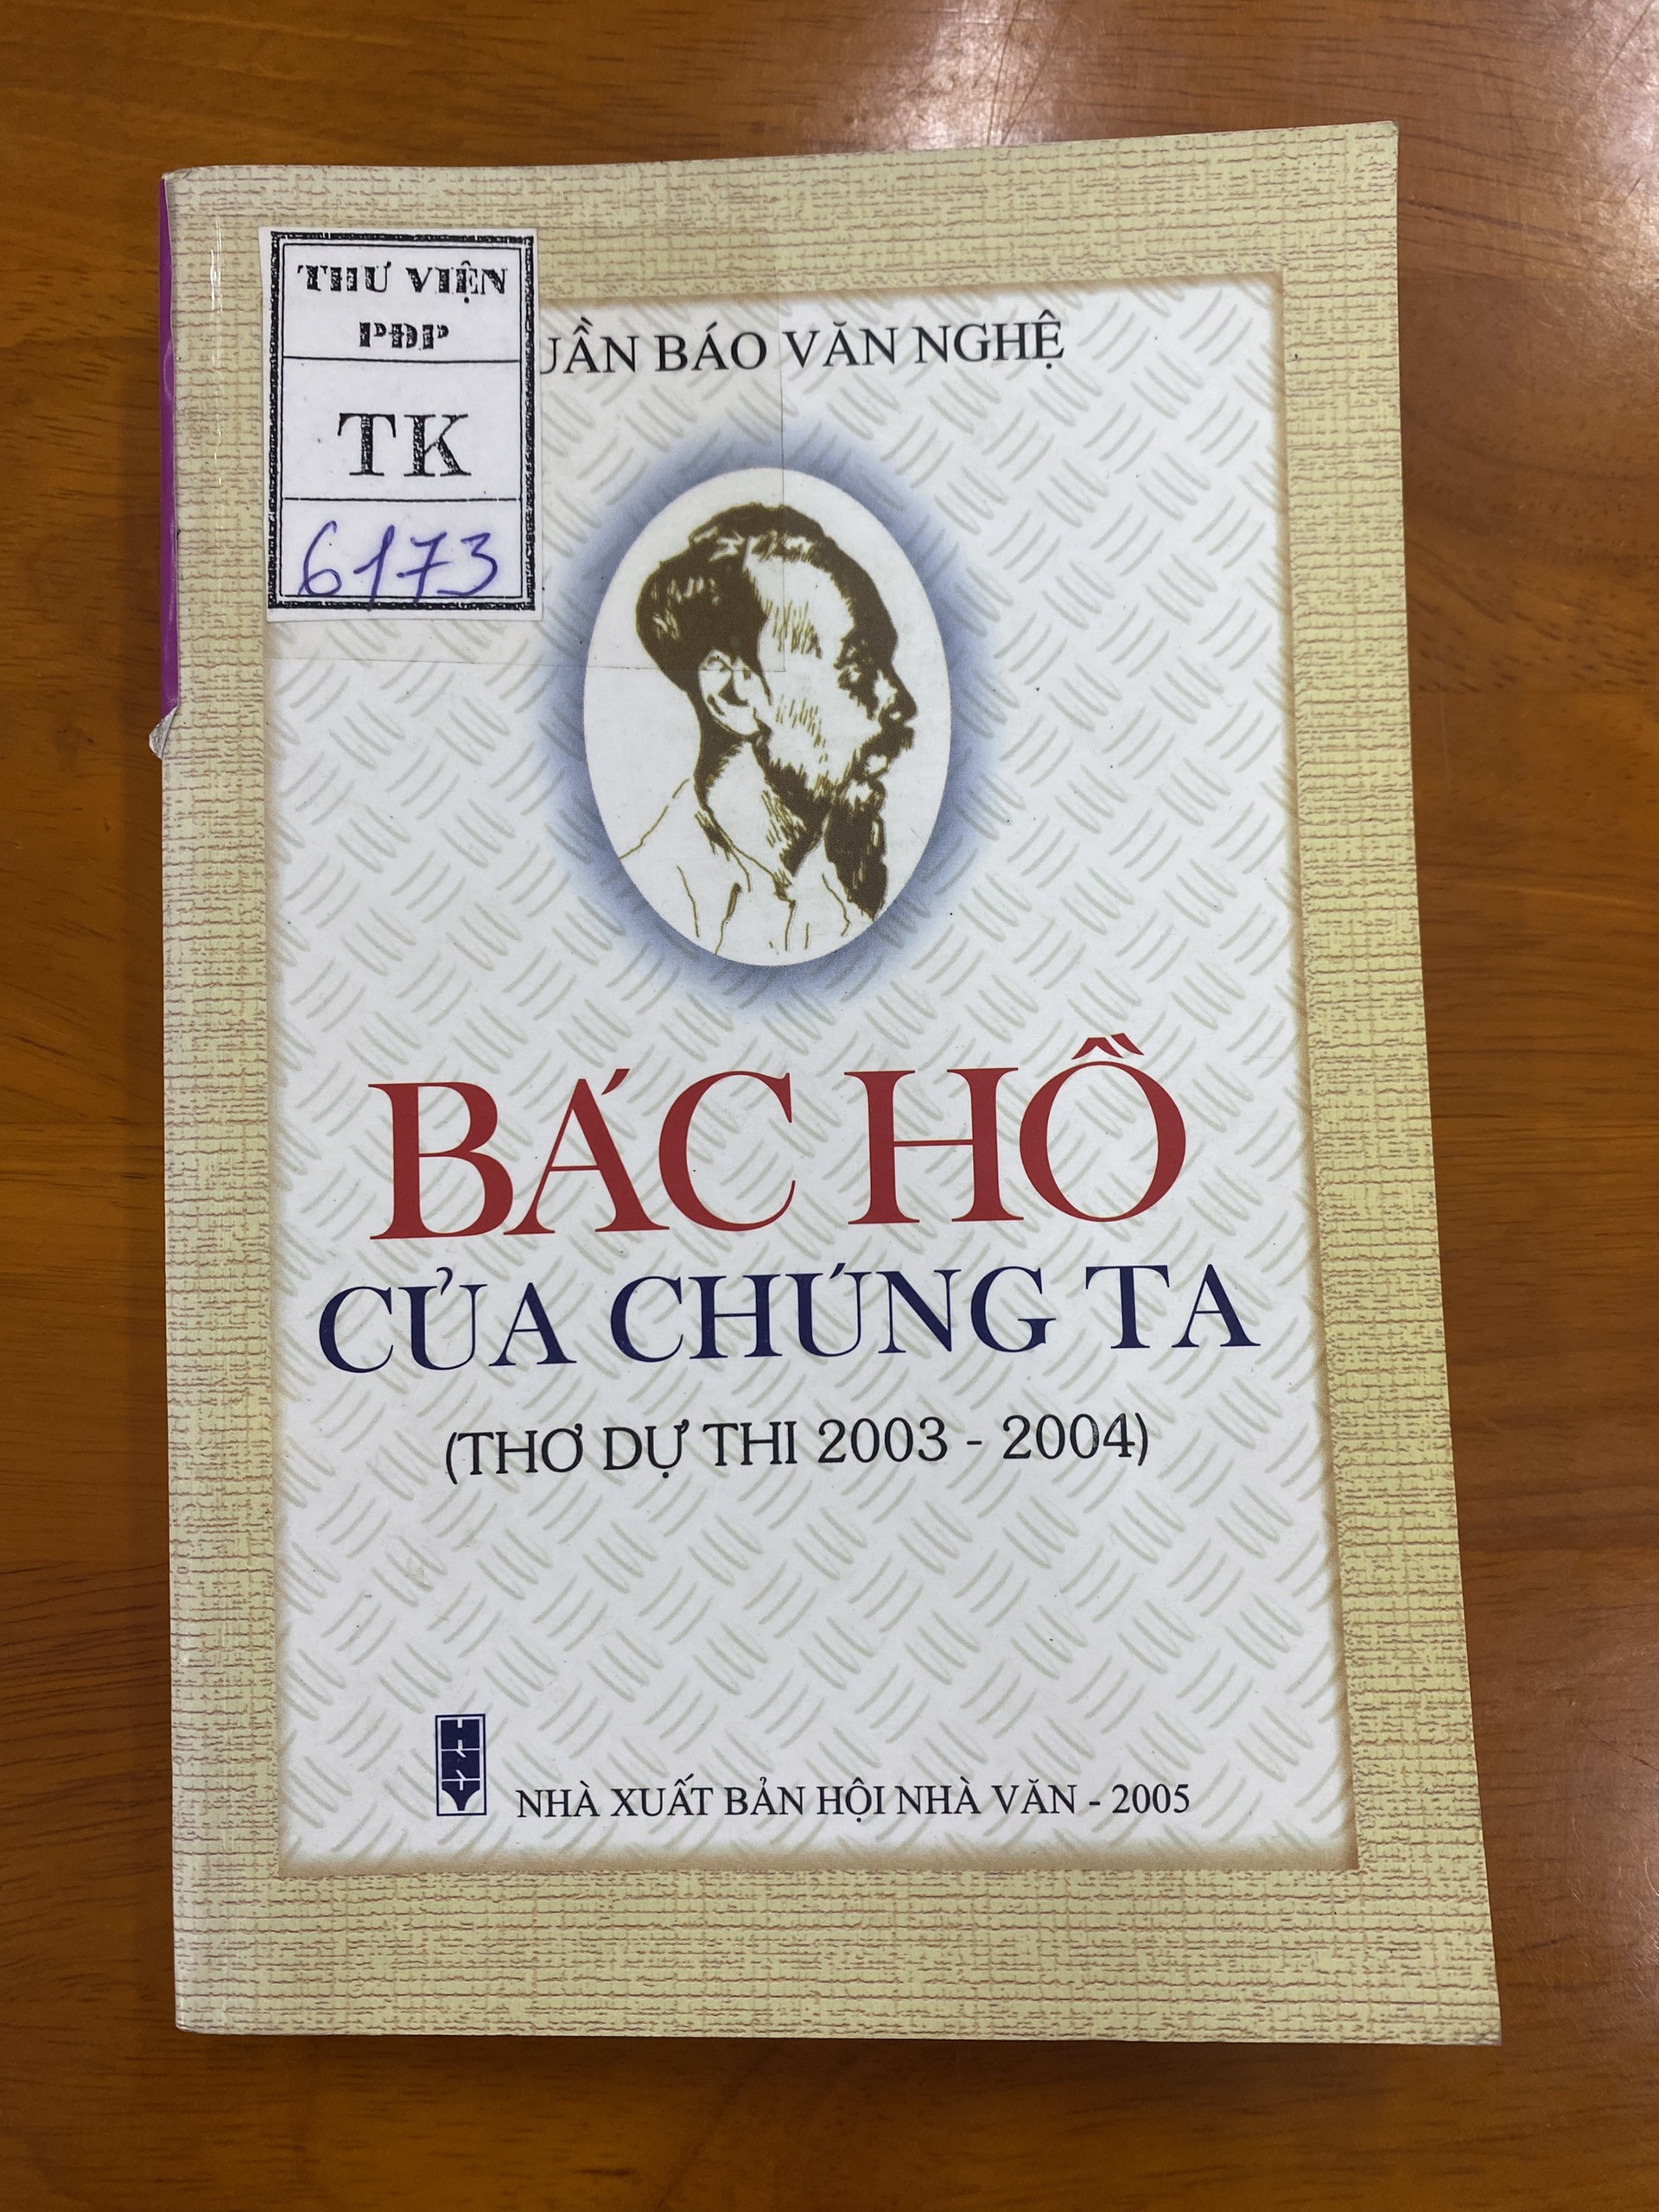 THƯ VIỆN
PĐP
TK
6173
UẦN BÁO VĂN NGHỆ
BÁC HỒ
CỦA CHÚNG TA
(THƠ DỰ THI 2003 - 2004)
NHÀ XUẤT BẢN HỘI NHÀ VĂN - 2005